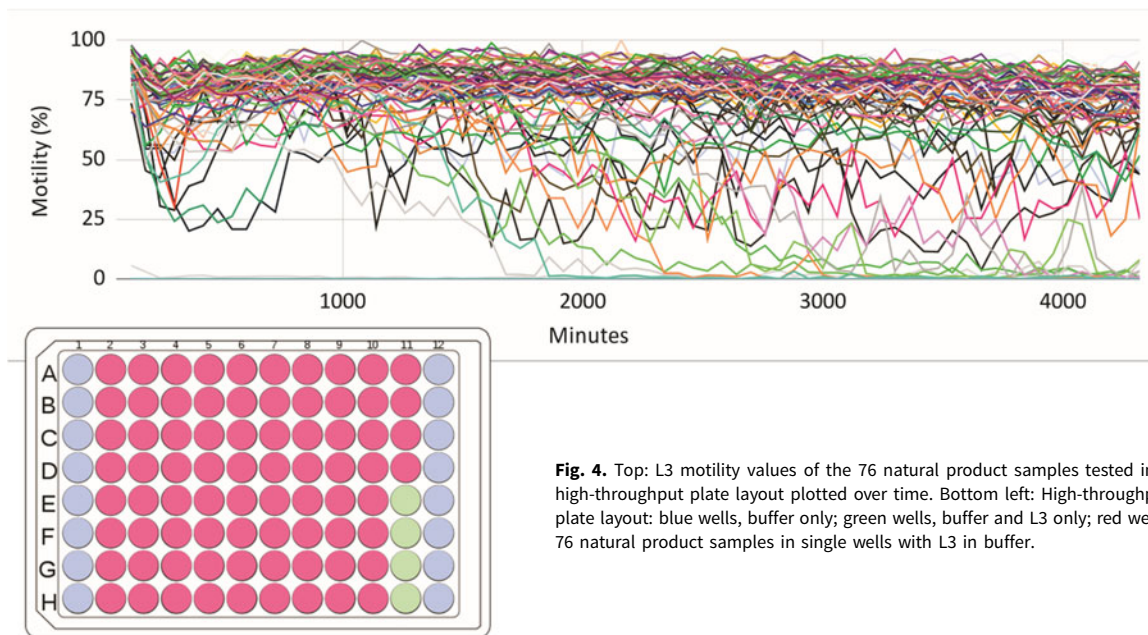 100
75
50
25
0
Motility (%)
1000 2000 3000 4000
Minutes
1 2 3 4 5 6 7 8 9 10 11 12
A
B
C
D
E
F
G
H
Fig. 4. Top: L3 motility values of the 76 natural product samples tested i
high-throughput plate layout plotted over time. Bottom left: High-throughp
plate layout: blue wells, buffer only; green wells, buffer and L3 only; red we
76 natural product samples in single wells with L3 in buffer.